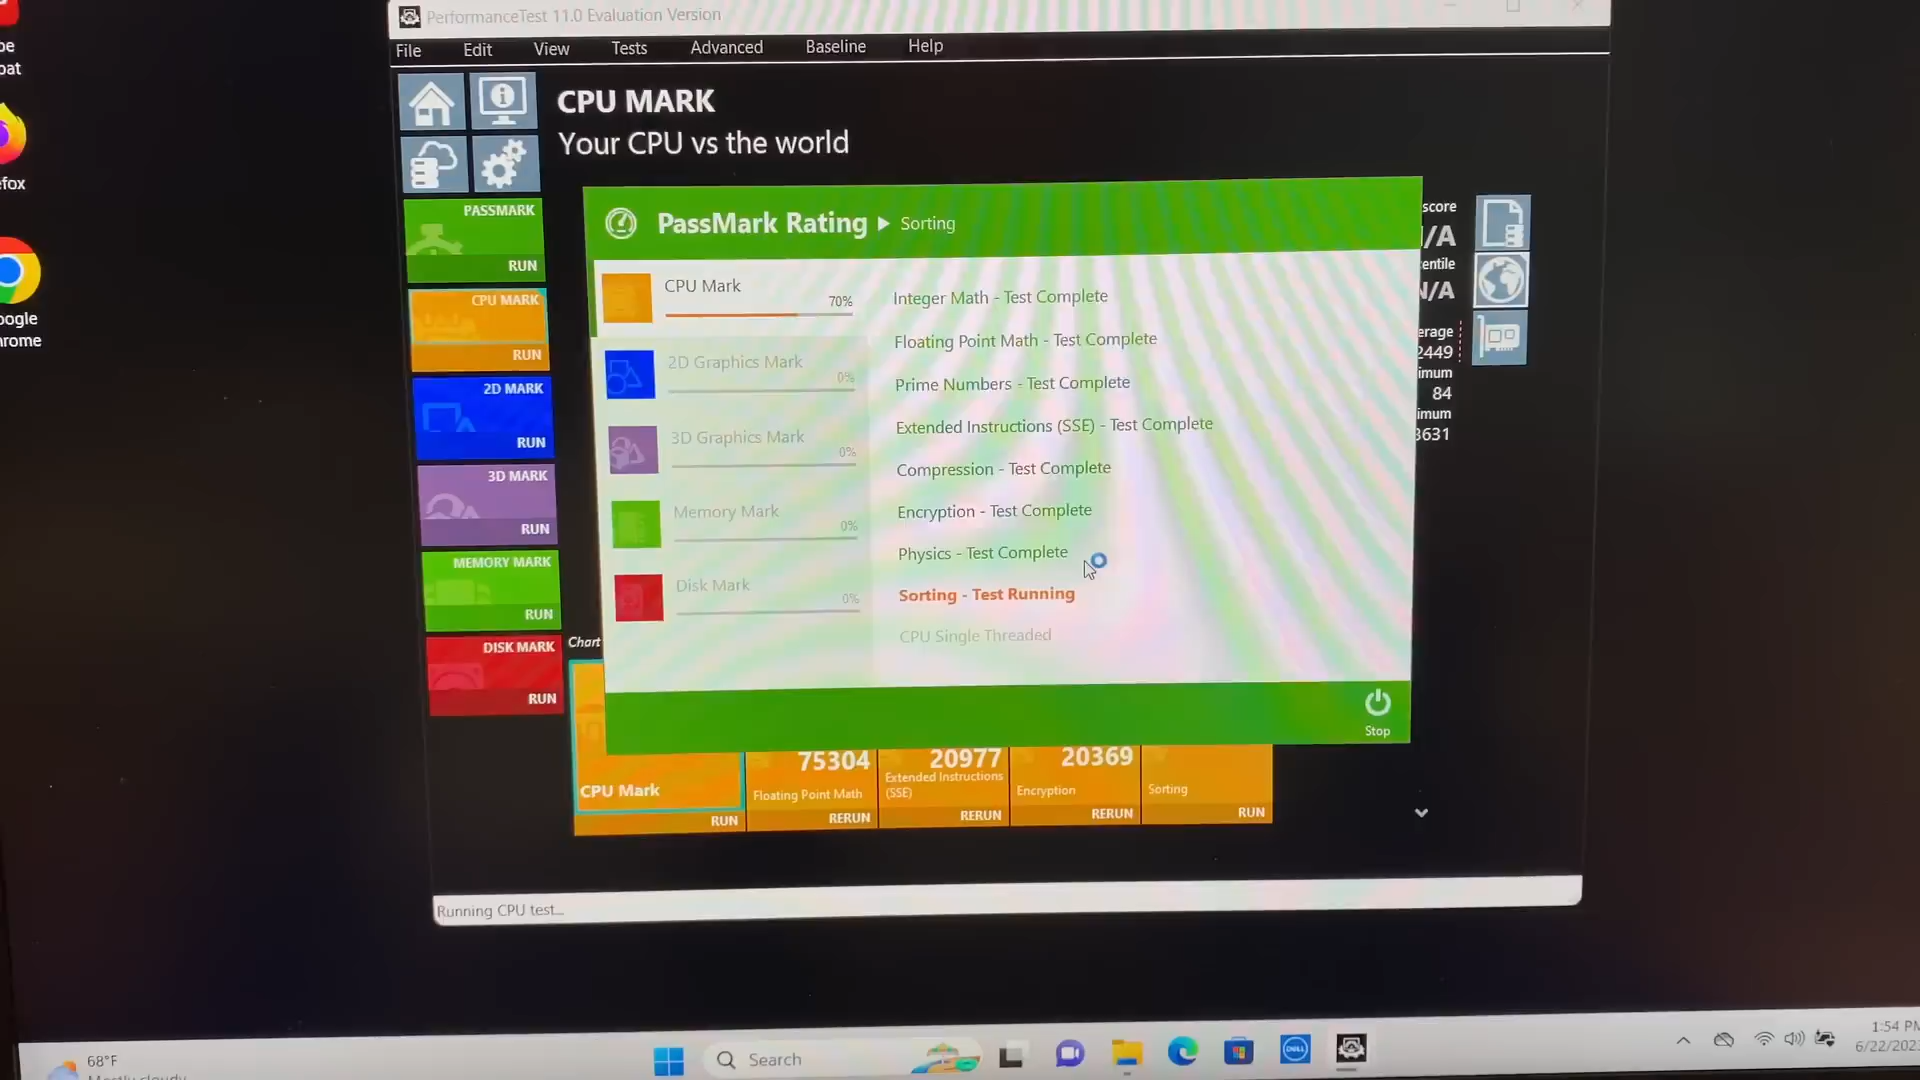 PerformanceTest 11.0 Evaluation Version
File Edit View Tests Advanced Baseline Help
CPU MARK
Your CPU vs the world
PASSMARK
RUN
CPU MARK
RUN
2D MARK
RUN
3D MARK
RUN
MEMORY MARK
RUN
DISK MARK
RUN
PassMark Rating ▶ Sorting
CPU Mark
70%
2D Graphics Mark
0%
3D Graphics Mark
0%
Memory Mark
0%
Disk Mark
0%
Integer Math - Test Complete
Floating Point Math - Test Complete
Prime Numbers - Test Complete
Extended Instructions (SSE) - Test Complete
Compression - Test Complete
Encryption - Test Complete
Physics - Test Complete
Sorting - Test Running
CPU Single Threaded
Stop
score
/A
entile
N/A
erage
2449
imum
84
imum
3631
Chart
CPU Mark
RUN
75304
Floating Point Math
RERUN
20977
Extended Instructions
(SSE)
RERUN
20369
Encryption
RERUN
Sorting
RUN
Running CPU test...
be
bat
efox
oogle
hrome
68°F
Mostly cloudy
Search
DELL
1:54 PM
6/22/202